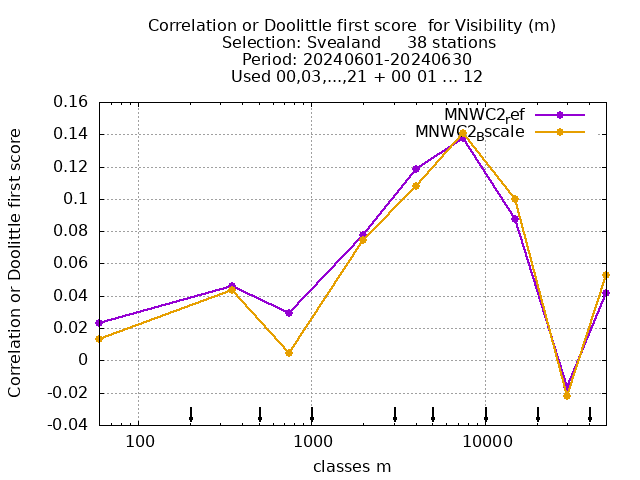 Correlation or Doolittle first score  for Visibility (m)
Selection: Svealand     38 stations
Period: 20240601-20240630
Used 00,03,...,21 + 00 01 ... 12
MNWC2ref
MNWC2Bscale
Correlation or Doolittle first score
0.16
0.14
0.12
0.1
0.08
0.06
0.04
0.02
0
-0.02
-0.04
100
1000
10000
classes m